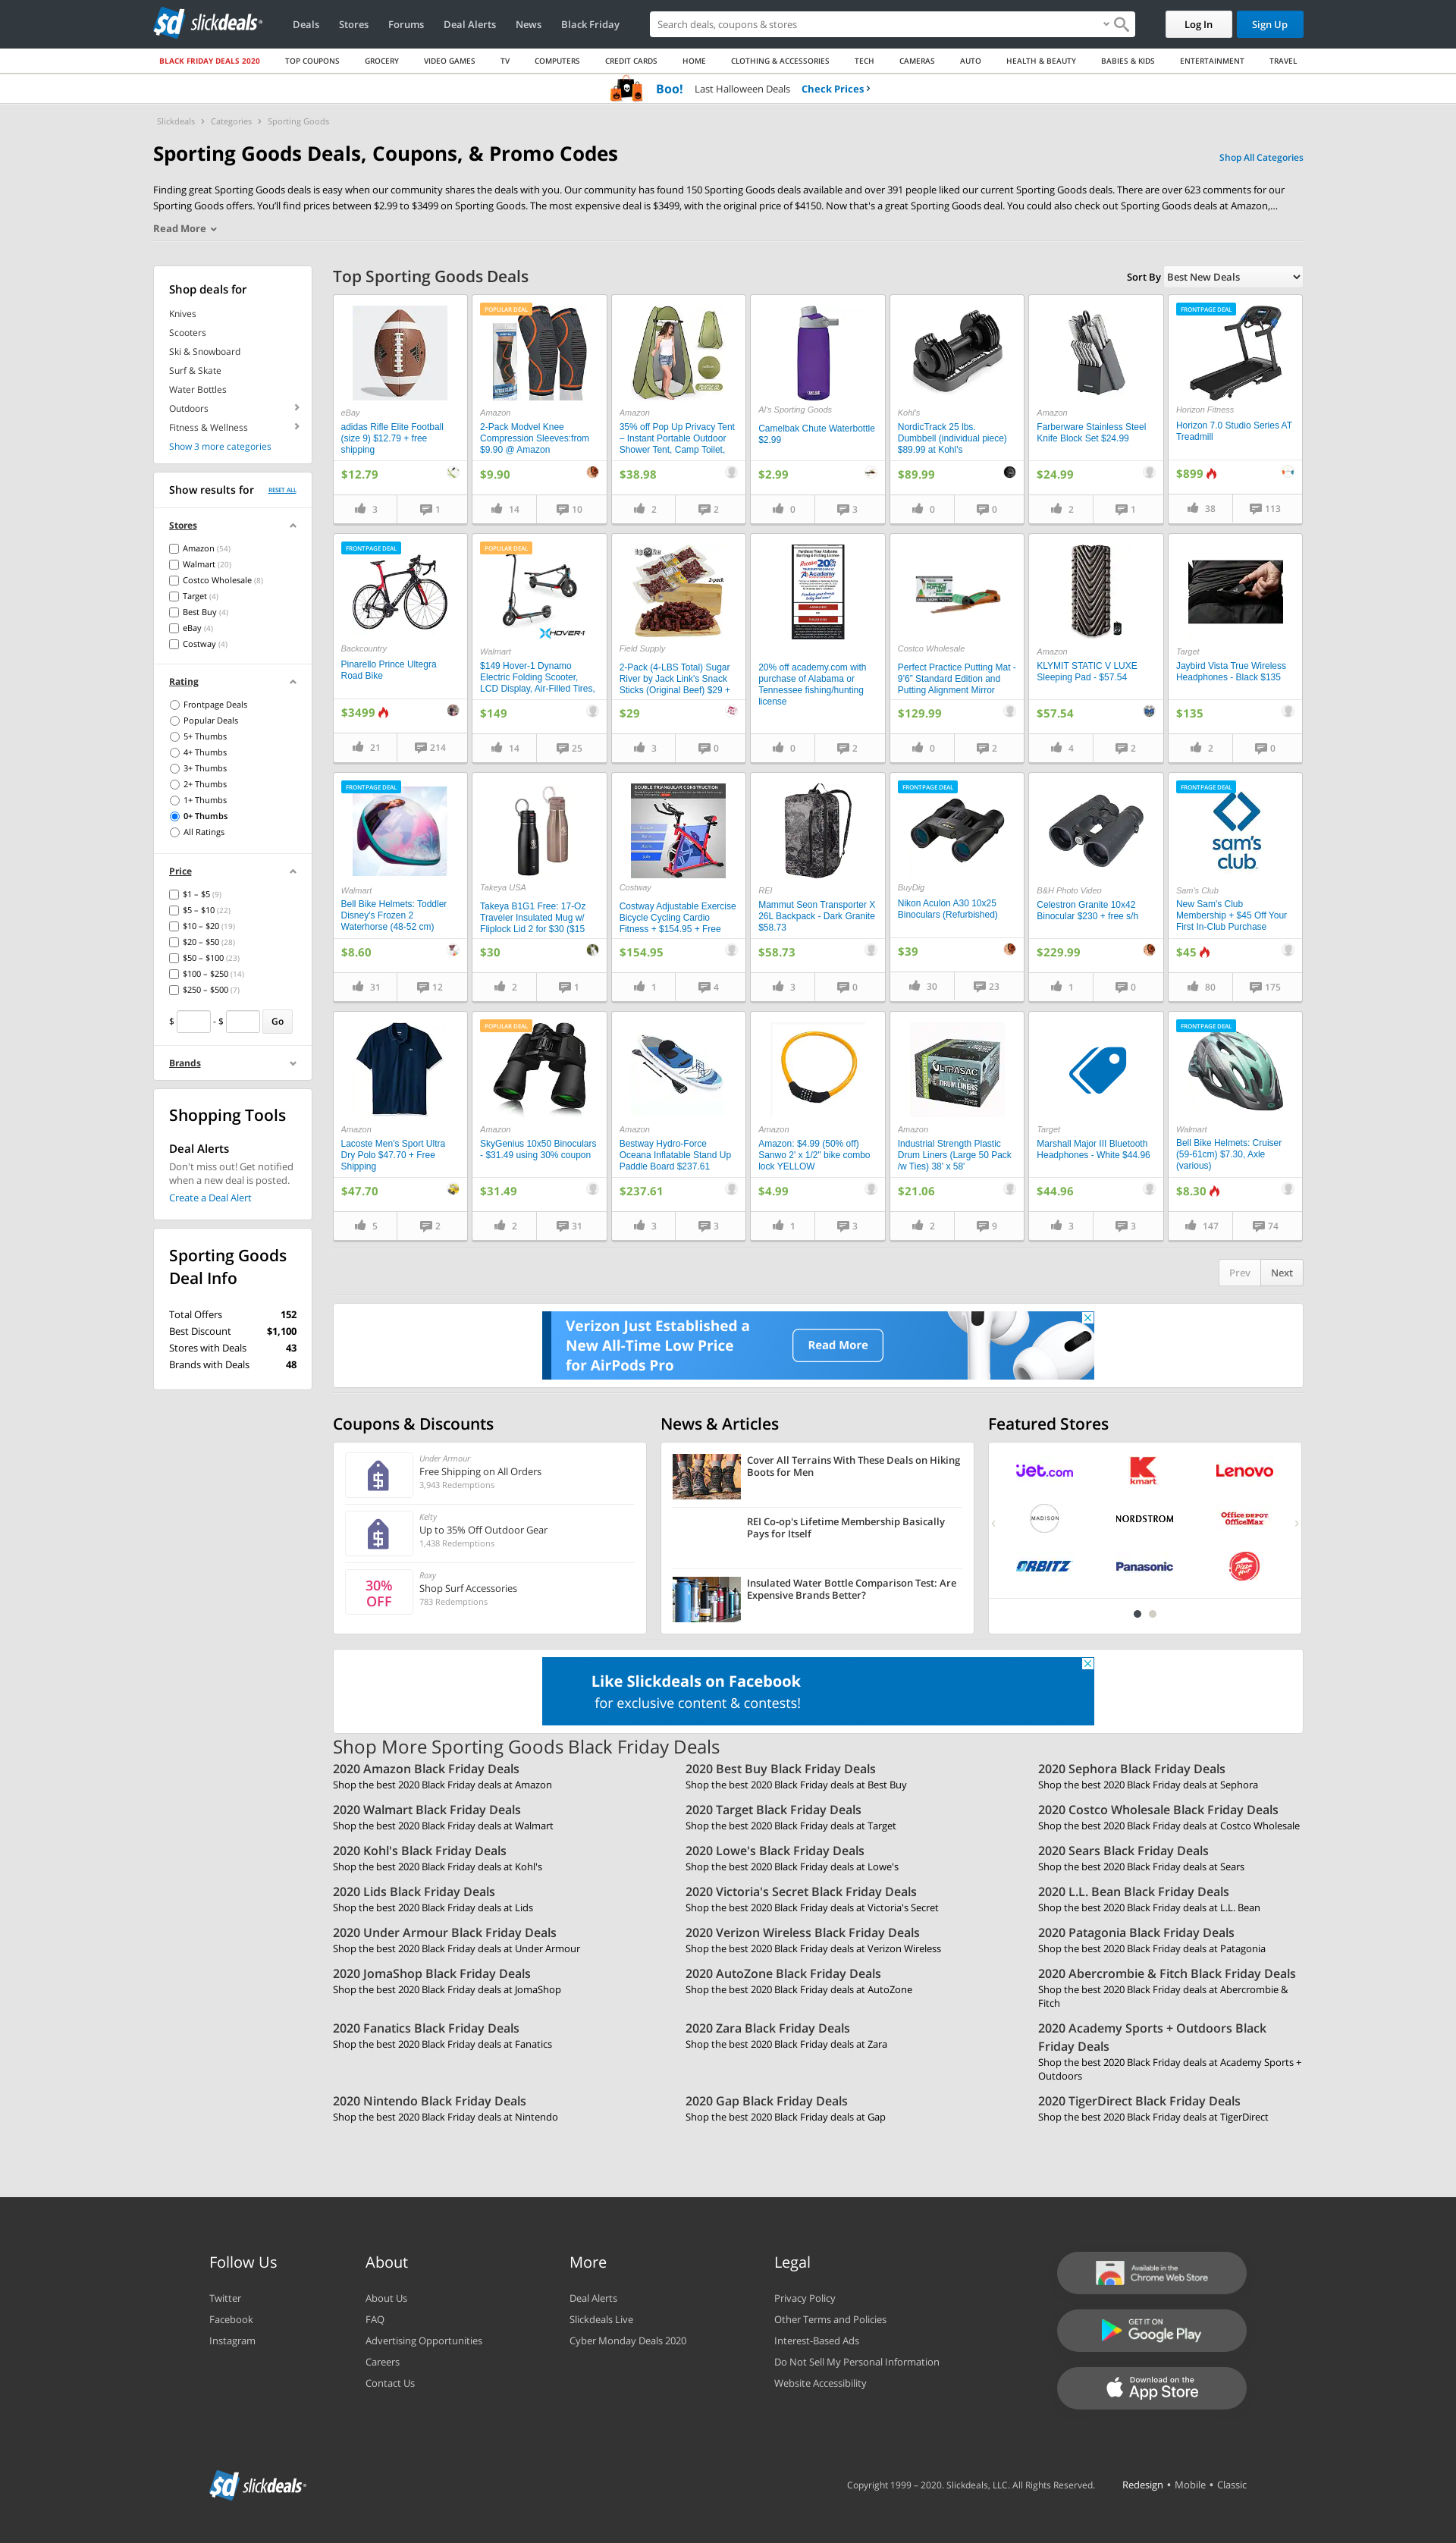 slickdeals
Deals
Stores
Forums
Deal Alerts
News
Black Friday
Search deals, coupons & stores
Log In
Sign Up
BLACK FRIDAY DEALS 2020
TOP COUPONS
GROCERY
VIDEO GAMES
TV
COMPUTERS
CREDIT CARDS
HOME
CLOTHING & ACCESSORIES
TECH
CAMERAS
AUTO
HEALTH & BEAUTY
BABIES & KIDS
ENTERTAINMENT
TRAVEL
Boo! Last Halloween Deals Check Prices
Slickdeals > Categories > Sporting Goods
Sporting Goods Deals, Coupons, & Promo Codes
Shop All Categories
Finding great Sporting Goods deals is easy when our community shares the deals with you. Our community has found 150 Sporting Goods deals available and over 391 people liked our current Sporting Goods deals. There are over 623 comments for our
Sporting Goods offers. You'll find prices between $2.99 to $3499 on Sporting Goods. The most expensive deal is $3499, with the original price of $4150. Now that's a great Sporting Goods deal. You could also check out Sporting Goods deals at Amazon,...
Read More
Shop deals for
Knives
Scooters
Ski & Snowboard
Surf & Skate
Water Bottles
Outdoors
Fitness & Wellness
Show 3 more categories
Show results for
RESET ALL
Stores
Amazon (54)
Walmart (20)
Costco Wholesale (8)
Target (4)
Best Buy (4)
eBay (4)
Costway (4)
Rating
Frontpage Deals
Popular Deals
5+ Thumbs
4+ Thumbs
3+ Thumbs
2+ Thumbs
1+ Thumbs
0+ Thumbs
All Ratings
Price
$1 – $5 (9)
$5 – $10 (22)
$10 – $20 (19)
$20 – $50 (28)
$50 – $100 (23)
$100 – $250 (14)
$250 – $500 (7)
$ - $ Go
Brands
Shopping Tools
Deal Alerts
Don't miss out! Get notified
when a new deal is posted.
Create a Deal Alert
Sporting Goods
Deal Info
Total Offers 152
Best Discount $1,100
Stores with Deals 43
Brands with Deals 48
Top Sporting Goods Deals
Sort By Best New Deals
eBay
adidas Rifle Elite Football
(size 9) $12.79 + free
shipping
$12.79
3
1
POPULAR DEAL
Amazon
2-Pack Modvel Knee
Compression Sleeves:from
$9.90 @ Amazon
$9.90
14
10
Amazon
35% off Pop Up Privacy Tent
– Instant Portable Outdoor
Shower Tent, Camp Toilet,
$38.98
2
2
Al's Sporting Goods
Camelbak Chute Waterbottle
$2.99
$2.99
0
3
Kohl's
NordicTrack 25 lbs.
Dumbbell (individual piece)
$89.99 at Kohl's
$89.99
0
0
Amazon
Farberware Stainless Steel
Knife Block Set $24.99
$24.99
2
1
FRONTPAGE DEAL
Horizon Fitness
Horizon 7.0 Studio Series AT
Treadmill
$899
38
113
FRONTPAGE DEAL
Backcountry
Pinarello Prince Ultegra
Road Bike
$3499
21
214
POPULAR DEAL
HOVER-1
Walmart
$149 Hover-1 Dynamo
Electric Folding Scooter,
LCD Display, Air-Filled Tires,
$149
14
25
2-pack
Field Supply
2-Pack (4-LBS Total) Sugar
River by Jack Link's Snack
Sticks (Original Beef) $29 +
$29
3
0
20%
Academy
20% off academy.com with
purchase of Alabama or
Tennessee fishing/hunting
license
0
2
Costco Wholesale
Perfect Practice Putting Mat -
9'6" Standard Edition and
Putting Alignment Mirror
$129.99
0
2
Amazon
KLYMIT STATIC V LUXE
Sleeping Pad - $57.54
$57.54
4
2
Target
Jaybird Vista True Wireless
Headphones - Black $135
$135
2
0
FRONTPAGE DEAL
Walmart
Bell Bike Helmets: Toddler
Disney's Frozen 2
Waterhorse (48-52 cm)
$8.60
31
12
Takeya USA
Takeya B1G1 Free: 17-Oz
Traveler Insulated Mug w/
Fliplock Lid 2 for $30 ($15
$30
2
1
DOUBLE TRIANGULAR CONSTRUCTION
Costway
Costway Adjustable Exercise
Bicycle Cycling Cardio
Fitness + $154.95 + Free
$154.95
1
4
REI
Mammut Seon Transporter X
26L Backpack - Dark Granite
$58.73
$58.73
3
0
FRONTPAGE DEAL
BuyDig
Nikon Aculon A30 10x25
Binoculars (Refurbished)
$39
30
23
B&H Photo Video
Celestron Granite 10x42
Binocular $230 + free s/h
$229.99
1
0
FRONTPAGE DEAL
sam's
club
Sam's Club
New Sam's Club
Membership + $45 Off Your
First In-Club Purchase
$45
80
175
Amazon
Lacoste Men's Sport Ultra
Dry Polo $47.70 + Free
Shipping
$47.70
5
2
POPULAR DEAL
Amazon
SkyGenius 10x50 Binoculars
- $31.49 using 30% coupon
$31.49
2
31
Amazon
Bestway Hydro-Force
Oceana Inflatable Stand Up
Paddle Board $237.61
$237.61
3
3
Amazon
Amazon: $4.99 (50% off)
Sanwo 2' x 1/2" bike combo
lock YELLOW
$4.99
1
3
ULTRASAC
DRUM LINERS
Amazon
Industrial Strength Plastic
Drum Liners (Large 50 Pack
/w Ties) 38' x 58'
$21.06
2
9
Target
Marshall Major III Bluetooth
Headphones - White $44.96
$44.96
3
3
FRONTPAGE DEAL
Walmart
Bell Bike Helmets: Cruiser
(59-61cm) $7.30, Axle
(various)
$8.30
147
74
Prev
Next
Verizon Just Established a
New All-Time Low Price
for AirPods Pro
Read More
Coupons & Discounts
Under Armour
Free Shipping on All Orders
3,943 Redemptions
Kelty
Up to 35% Off Outdoor Gear
1,438 Redemptions
30%
OFF
Roxy
Shop Surf Accessories
783 Redemptions
News & Articles
Cover All Terrains With These Deals on Hiking
Boots for Men
REI Co-op's Lifetime Membership Basically
Pays for Itself
Insulated Water Bottle Comparison Test: Are
Expensive Brands Better?
Featured Stores
Jet.com
kmart
Lenovo
MADISON
NORDSTROM
Office DEPOT
OfficeMax
ORBITZ
Panasonic
Pizza Hut
Like Slickdeals on Facebook
for exclusive content & contests!
Shop More Sporting Goods Black Friday Deals
2020 Amazon Black Friday Deals
Shop the best 2020 Black Friday deals at Amazon
2020 Best Buy Black Friday Deals
Shop the best 2020 Black Friday deals at Best Buy
2020 Sephora Black Friday Deals
Shop the best 2020 Black Friday deals at Sephora
2020 Walmart Black Friday Deals
Shop the best 2020 Black Friday deals at Walmart
2020 Target Black Friday Deals
Shop the best 2020 Black Friday deals at Target
2020 Costco Wholesale Black Friday Deals
Shop the best 2020 Black Friday deals at Costco Wholesale
2020 Kohl's Black Friday Deals
Shop the best 2020 Black Friday deals at Kohl's
2020 Lowe's Black Friday Deals
Shop the best 2020 Black Friday deals at Lowe's
2020 Sears Black Friday Deals
Shop the best 2020 Black Friday deals at Sears
2020 Lids Black Friday Deals
Shop the best 2020 Black Friday deals at Lids
2020 Victoria's Secret Black Friday Deals
Shop the best 2020 Black Friday deals at Victoria's Secret
2020 L.L. Bean Black Friday Deals
Shop the best 2020 Black Friday deals at L.L. Bean
2020 Under Armour Black Friday Deals
Shop the best 2020 Black Friday deals at Under Armour
2020 Verizon Wireless Black Friday Deals
Shop the best 2020 Black Friday deals at Verizon Wireless
2020 Patagonia Black Friday Deals
Shop the best 2020 Black Friday deals at Patagonia
2020 JomaShop Black Friday Deals
Shop the best 2020 Black Friday deals at JomaShop
2020 AutoZone Black Friday Deals
Shop the best 2020 Black Friday deals at AutoZone
2020 Abercrombie & Fitch Black Friday Deals
Shop the best 2020 Black Friday deals at Abercrombie &
Fitch
2020 Fanatics Black Friday Deals
Shop the best 2020 Black Friday deals at Fanatics
2020 Zara Black Friday Deals
Shop the best 2020 Black Friday deals at Zara
2020 Academy Sports + Outdoors Black
Friday Deals
Shop the best 2020 Black Friday deals at Academy Sports +
Outdoors
2020 Nintendo Black Friday Deals
Shop the best 2020 Black Friday deals at Nintendo
2020 Gap Black Friday Deals
Shop the best 2020 Black Friday deals at Gap
2020 TigerDirect Black Friday Deals
Shop the best 2020 Black Friday deals at TigerDirect
Follow Us
Twitter
Facebook
Instagram
About
About Us
FAQ
Advertising Opportunities
Careers
Contact Us
More
Deal Alerts
Slickdeals Live
Cyber Monday Deals 2020
Legal
Privacy Policy
Other Terms and Policies
Interest-Based Ads
Do Not Sell My Personal Information
Website Accessibility
Available in the
Chrome Web Store
GET IT ON
Google Play
Download on the
App Store
slickdeals
Copyright 1999 – 2020. Slickdeals, LLC. All Rights Reserved.
Redesign • Mobile • Classic